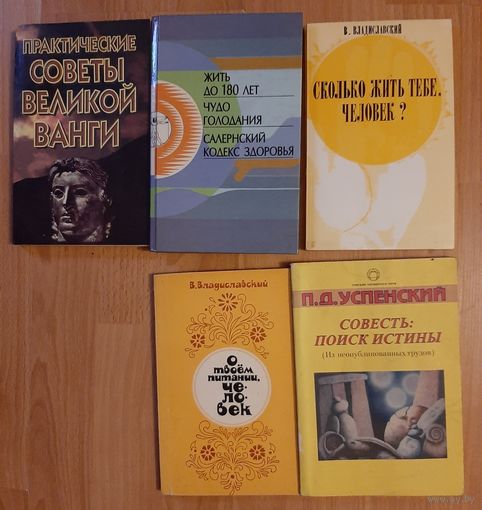 ПРАКТИЧЕСКИЕ
СОВЕТЫ
ВЕЛИКОЙ
ВАНГИ
ЖИТЬ
ДО 180 ЛЕТ
ЧУДО
ГОЛОДАНИЯ
САЛЕРНСКИЙ
КОДЕКС ЗДОРОВЬЯ
В. ВЛАДИСЛАВСКИЙ
СКОЛЬКО ЖИТЬ ТЕБЕ,
ЧЕЛОВЕК?
В. Владиславский
О
твоём
питании,
че-
ло-
век
П.Д. УСПЕНСКИЙ
СОВЕСТЬ:
ПОИСК ИСТИНЫ
(Из неопубликованных трудов)